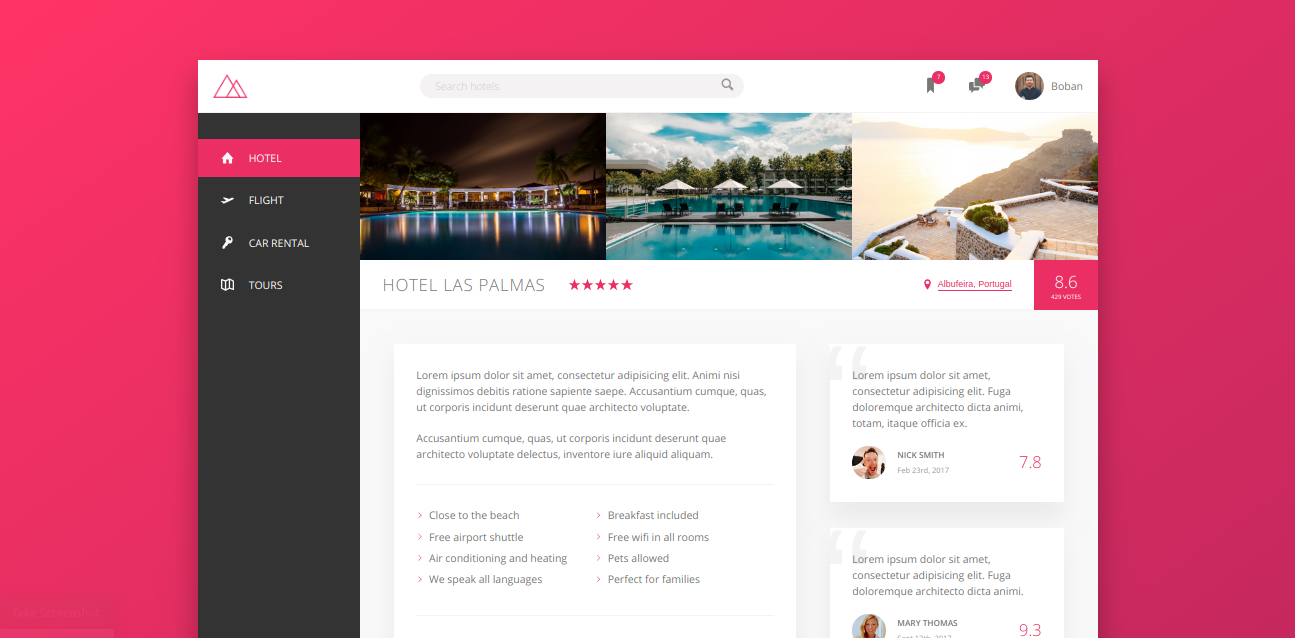 Search hotels
7
13
Boban
HOTEL
FLIGHT
CAR RENTAL
TOURS
HOTEL LAS PALMAS
Albufeira, Portugal
8.6
429 VOTES
Lorem ipsum dolor sit amet, consectetur adipisicing elit. Animi nisi
dignissimos debitis ratione sapiente saepe. Accusantium cumque, quas,
ut corporis incidunt deserunt quae architecto voluptate.
Accusantium cumque, quas, ut corporis incidunt deserunt quae
architecto voluptate delectus, inventore iure aliquid aliquam.
Close to the beach
Free airport shuttle
Air conditioning and heating
We speak all languages
Breakfast included
Free wifi in all rooms
Pets allowed
Perfect for families
“
Lorem ipsum dolor sit amet,
consectetur adipisicing elit. Fuga
doloremque architecto dicta animi,
totam, itaque officia ex.
NICK SMITH
Feb 23rd, 2017
7.8
“
Lorem ipsum dolor sit amet,
consectetur adipisicing elit. Fuga
doloremque architecto dicta animi.
MARY THOMAS
9.3
Take screenshot